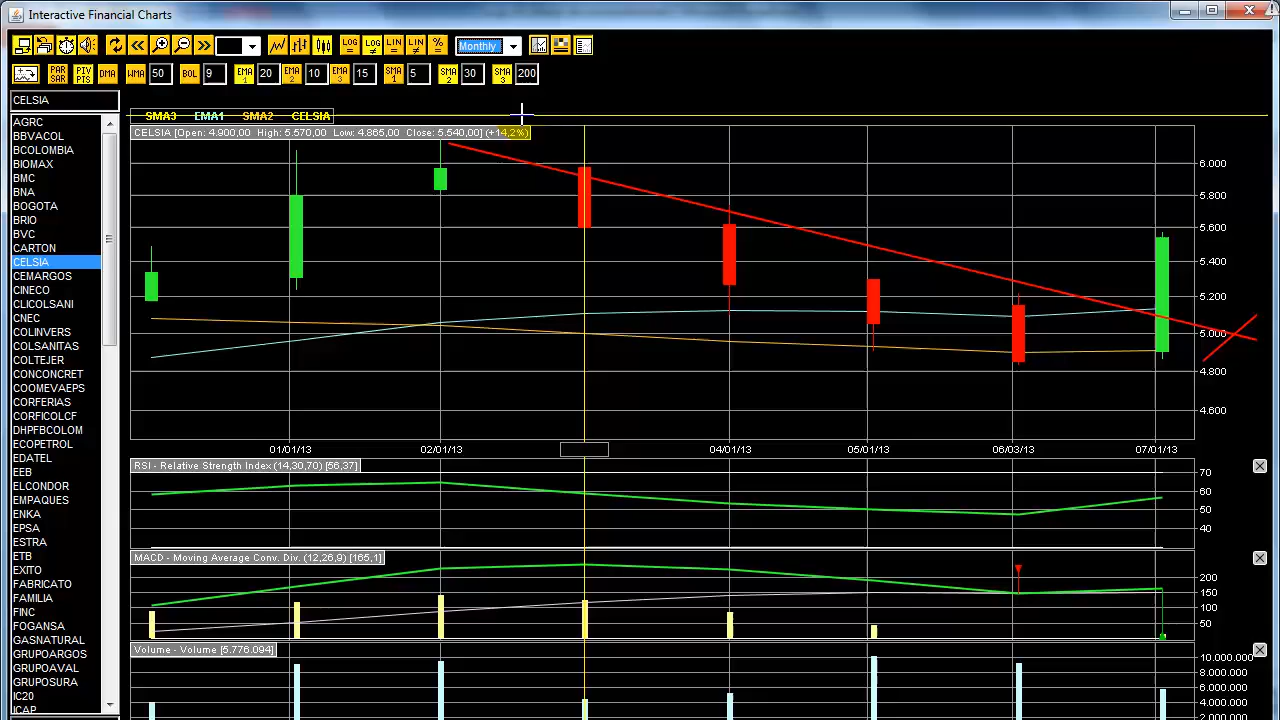 Interactive Financial Charts
LOG = LOG ≠ LIN = LIN ≠ % Monthly
PAR SAR PIV PTS DMA WMA 50 BOL 9 EMA 1 20 EMA 2 10 EMA 3 15 SMA 1 5 SMA 2 30 SMA 3 200
CELSIA
AGRC
BBVACOL
BCOLOMBIA
BIOMAX
BMC
BNA
BOGOTA
BRIO
BVC
CARTON
CELSIA
CEMARGOS
CINECO
CLICOLSANI
CNEC
COLINVERS
COLSANITAS
COLTEJER
CONCONCRET
COOMEVAEPS
CORFERIAS
CORFICOLCF
DHPFBCOLOM
ECOPETROL
EDATEL
EEB
ELCONDOR
EMPAQUES
ENKA
EPSA
ESTRA
ETB
EXITO
FABRICATO
FAMILIA
FINC
FOGANSA
GASNATURAL
GRUPOARGOS
GRUPOAVAL
GRUPOSURA
IC20
ICAP
SMA3 EMA1 SMA2 CELSIA
CELSIA [Open: 4.900,00 High: 5.570,00 Low: 4.865,00 Close: 5.540,00] (+14,2%)
6.000
5.800
5.600
5.400
5.200
5.000
4.800
4.600
01/01/13 02/01/13 04/01/13 05/01/13 06/03/13 07/01/13
RSI - Relative Strength Index (14,30,70) [56,37]
70
60
50
40
MACD - Moving Average Conv. Div. (12,26,9) [165,1]
200
150
100
50
Volume - Volume [5.776.094]
10.000.000
8.000.000
6.000.000
4.000.000